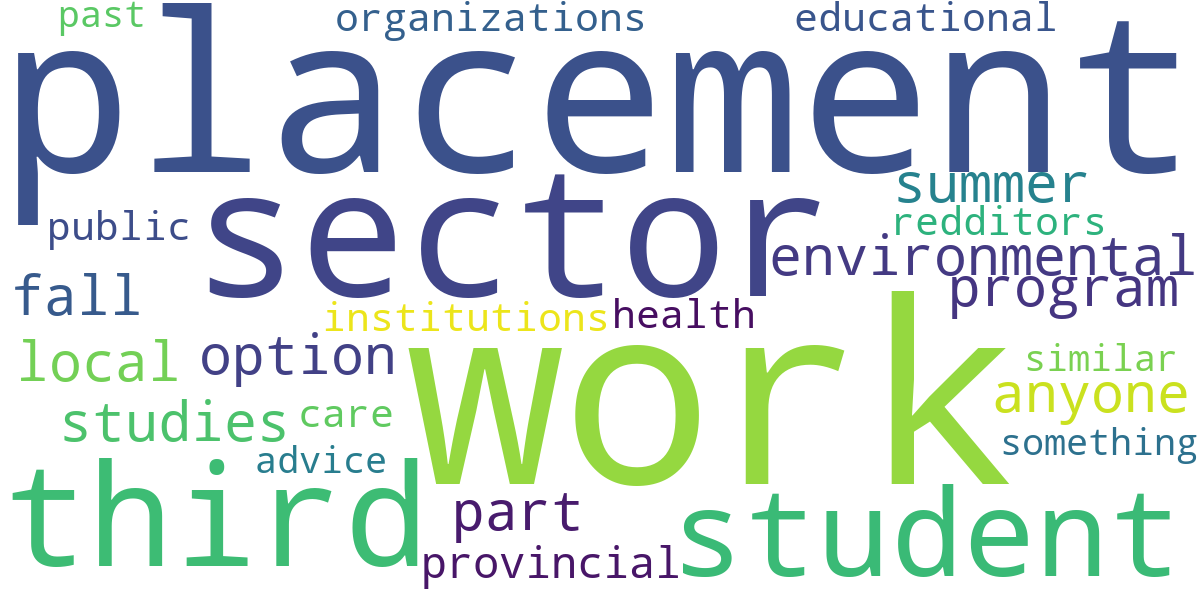 past
organizations
educational
placement
summer
sector
redditors
public
environmental
program
fall
institutions
health
option
local
work
similar
anyone
studies
care
something
advice
third
part
student
provincial